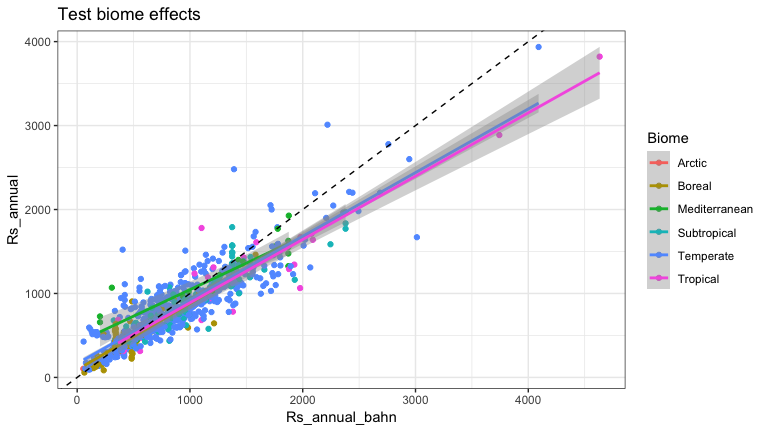 Test biome effects
4000
3000
2000
1000
0
Rs_annual
0
1000
2000
3000
4000
Rs_annual_bahn
Biome
Arctic
Boreal
Mediterranean
Subtropical
Temperate
Tropical